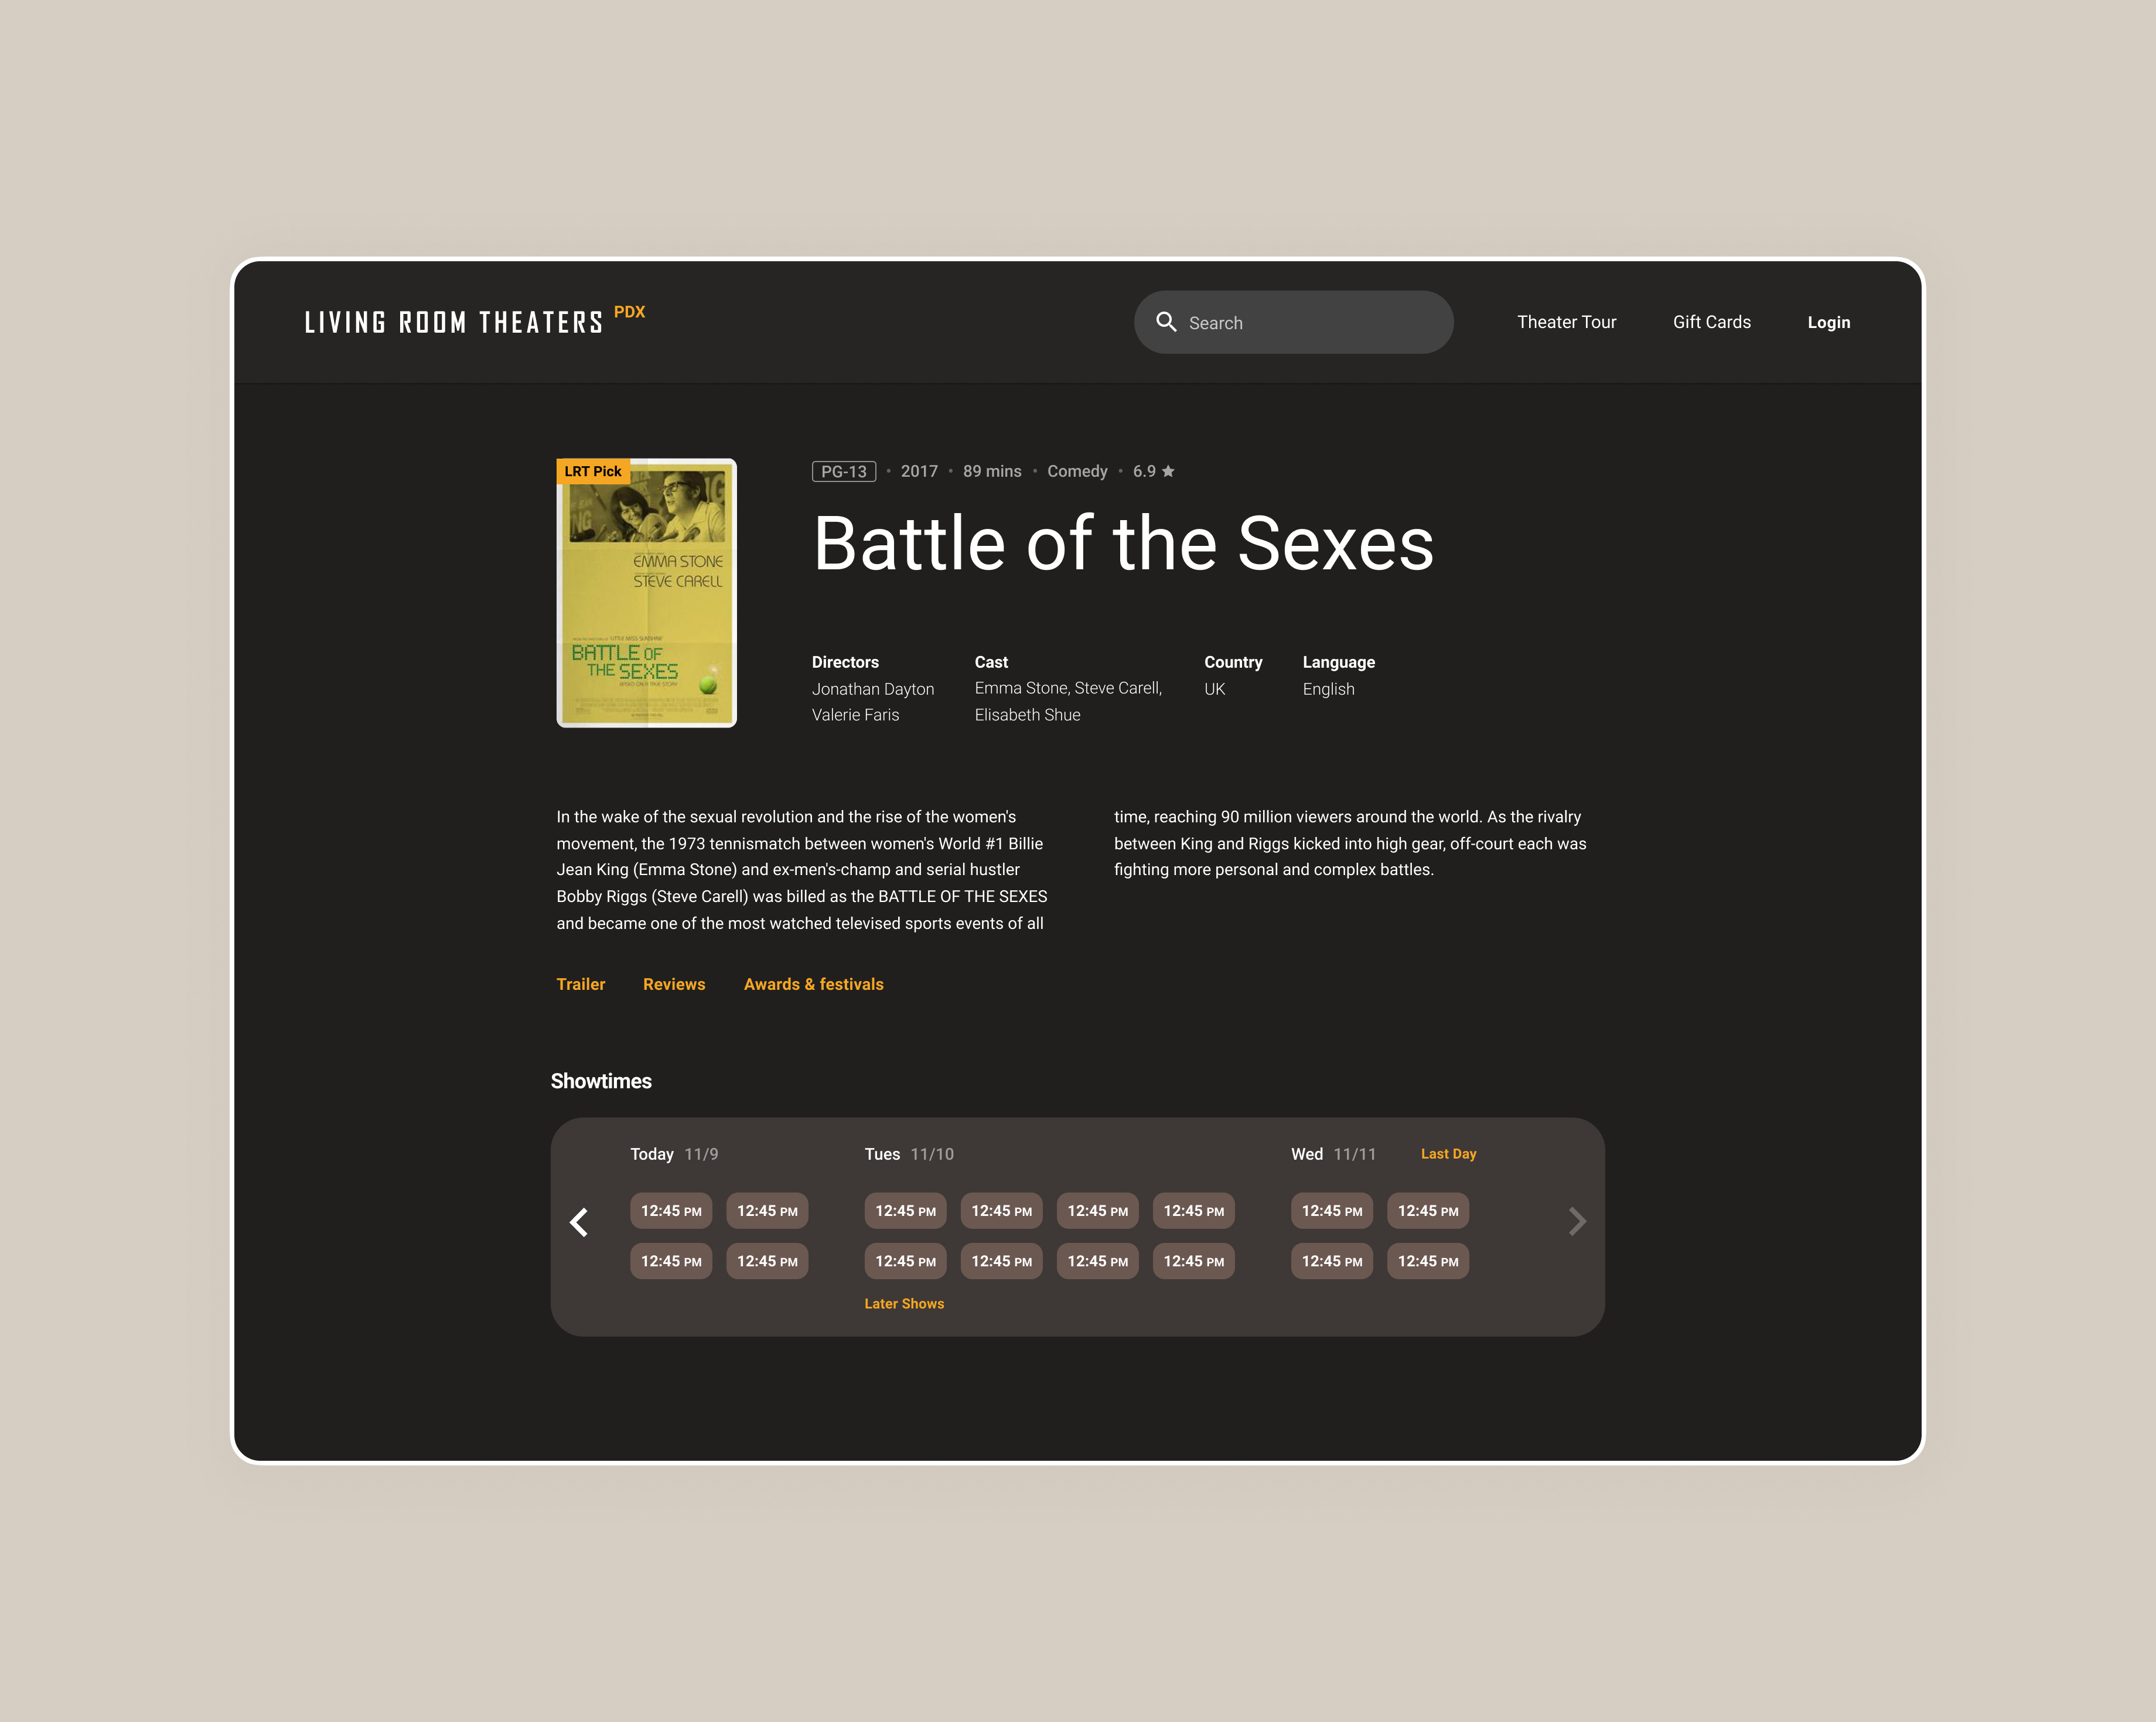 LIVING ROOM THEATERS PDX
Search
Theater Tour
Gift Cards
Login
LRT Pick
EMMA STONE
STEVE CARELL
BATTLE OF
THE SEXES
PG-13 • 2017 • 89 mins • Comedy • 6.9 ★
Battle of the Sexes
Directors
Jonathan Dayton
Valerie Faris
Cast
Emma Stone, Steve Carell,
Elisabeth Shue
Country
UK
Language
English
In the wake of the sexual revolution and the rise of the women's
movement, the 1973 tennismatch between women's World #1 Billie
Jean King (Emma Stone) and ex-men's-champ and serial hustler
Bobby Riggs (Steve Carell) was billed as the BATTLE OF THE SEXES
and became one of the most watched televised sports events of all
time, reaching 90 million viewers around the world. As the rivalry
between King and Riggs kicked into high gear, off-court each was
fighting more personal and complex battles.
Trailer
Reviews
Awards & festivals
Showtimes
Today 11/9
12:45 PM 12:45 PM
12:45 PM 12:45 PM
Tues 11/10
12:45 PM 12:45 PM 12:45 PM 12:45 PM
12:45 PM 12:45 PM 12:45 PM 12:45 PM
Later Shows
Wed 11/11 Last Day
12:45 PM 12:45 PM
12:45 PM 12:45 PM